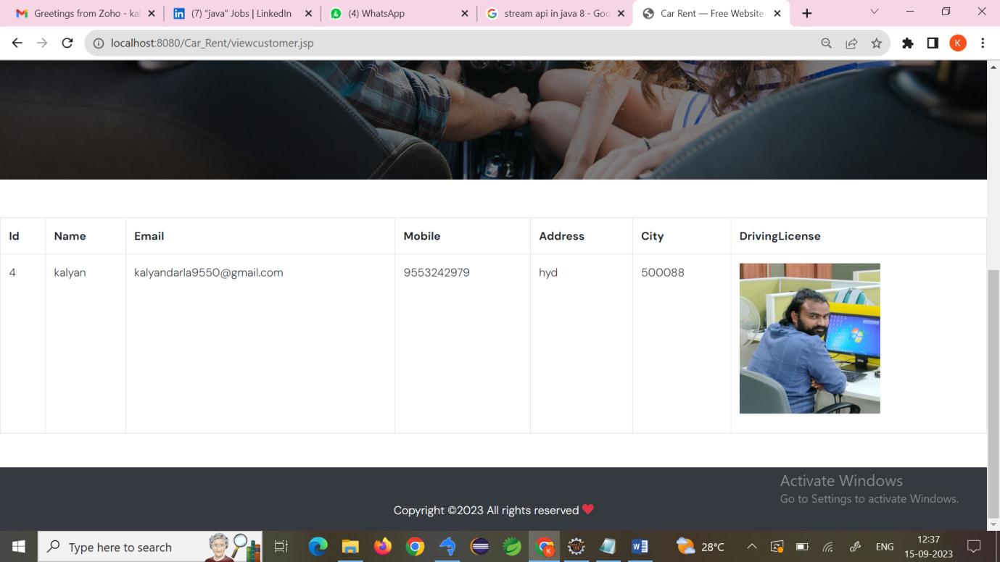 Greetings from Zoho - kal
(7) "java" Jobs | LinkedIn
(4) WhatsApp
stream api in java 8 - Goo
Car Rent — Free Website
localhost:8080/Car_Rent/viewcustomer.jsp
K
Id Name Email Mobile Address City DrivingLicense
4 kalyan kalyandarla9550@gmail.com 9553242979 hyd 500088
Activate Windows
Go to Settings to activate Windows.
Copyright ©2023 All rights reserved
Type here to search
28°C
ENG
12:37
15-09-2023